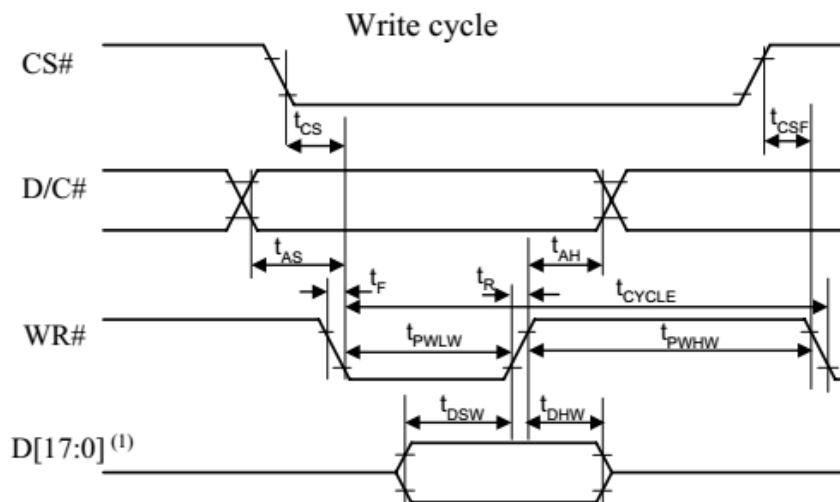 Write cycle
CS#
tCS
tCSF
D/C#
tAS
tAH
tF
tR
tCYCLE
WR#
tPWLW
tPWHW
tDSW
tDHW
D[17:0] (1)